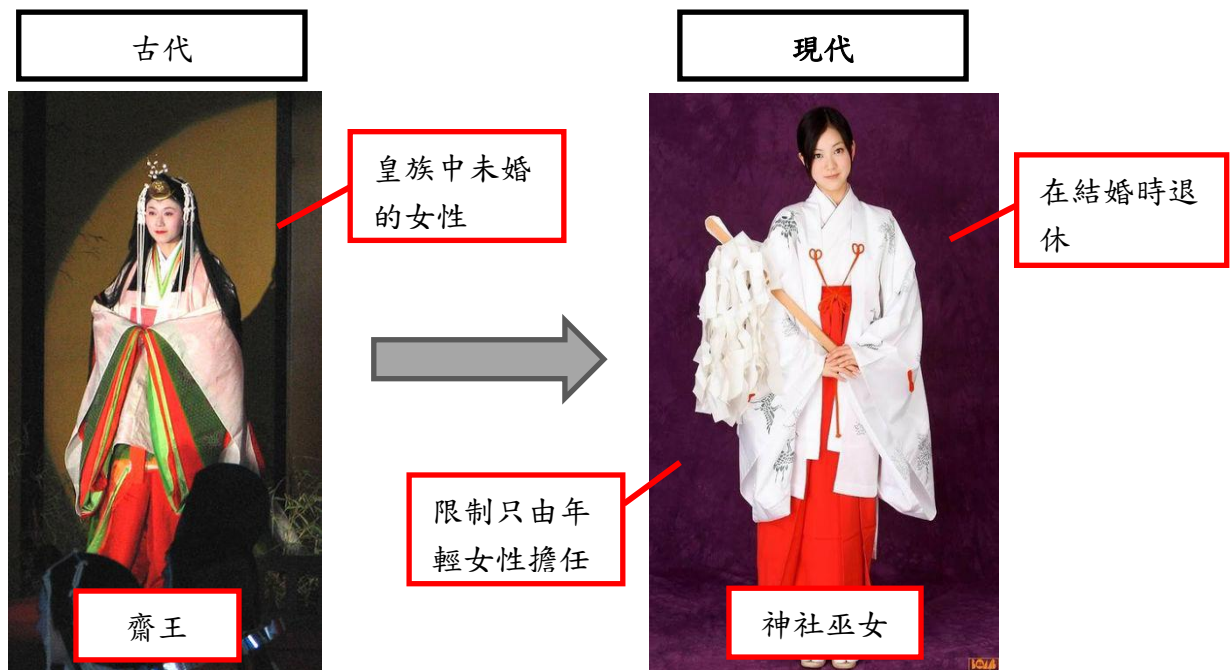 古代
現代
皇族中未婚
的女性
在結婚時退
休
限制只由年
輕女性擔任
齋王
神社巫女